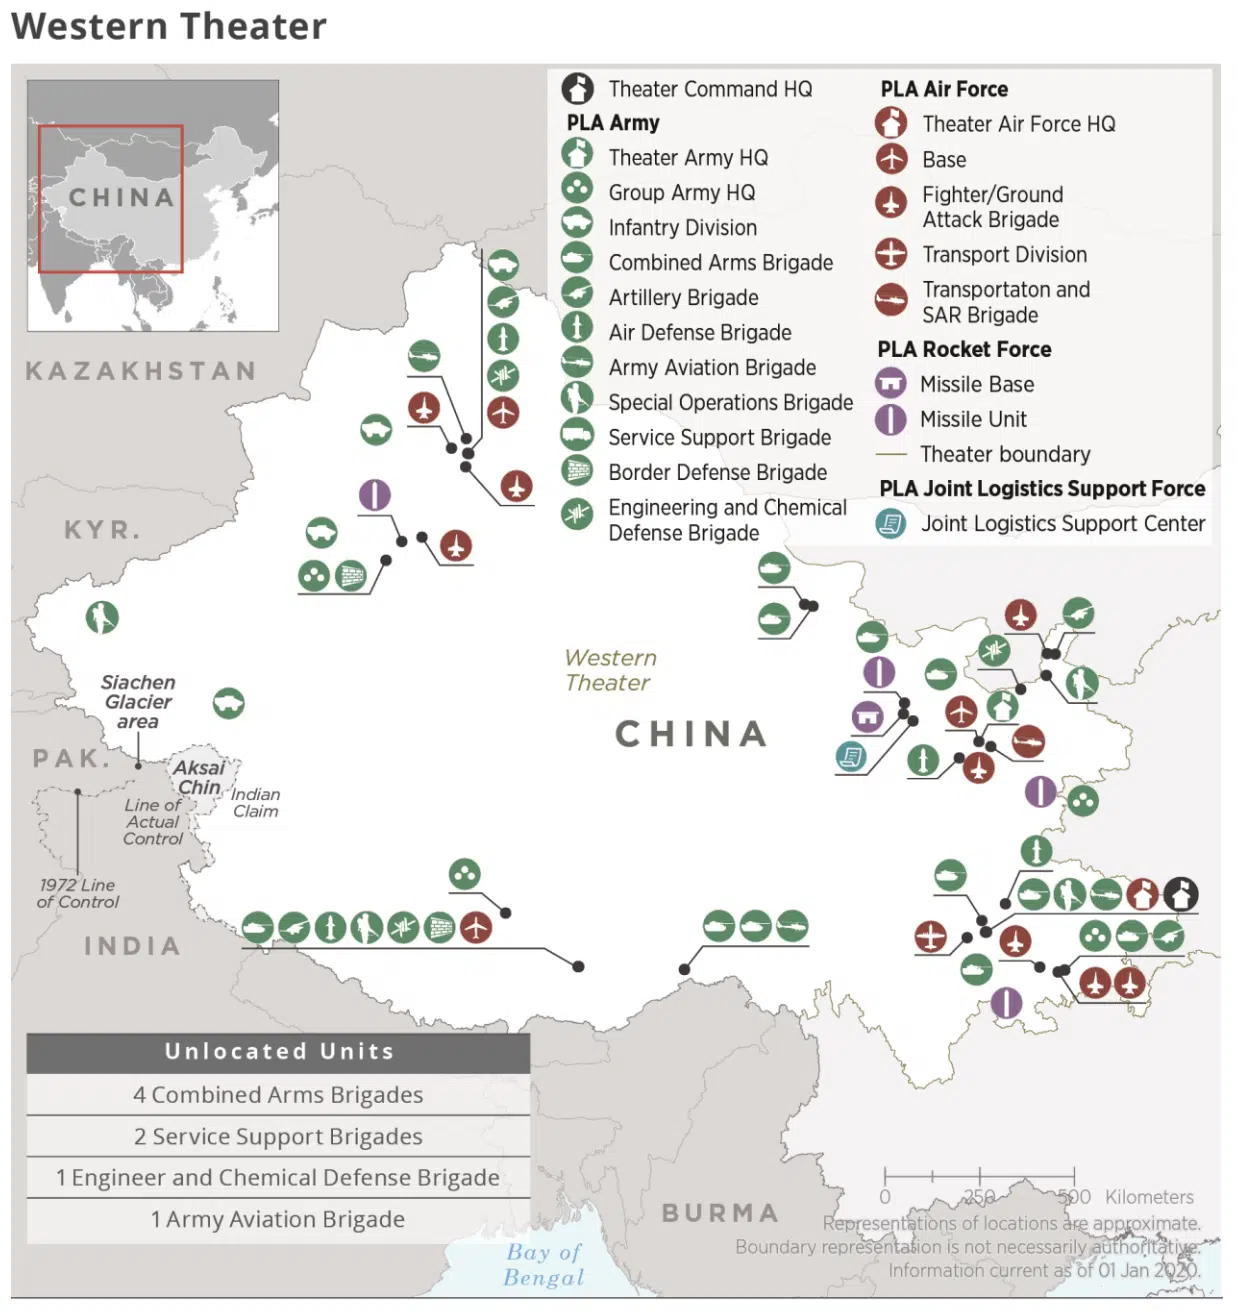 Western Theater
CHINA
Theater Command HQ
PLA Army
Theater Army HQ
Group Army HQ
Infantry Division
Combined Arms Brigade
Artillery Brigade
Air Defense Brigade
Army Aviation Brigade
Special Operations Brigade
Service Support Brigade
Border Defense Brigade
Engineering and Chemical
Defense Brigade
PLA Air Force
Theater Air Force HQ
Base
Fighter/Ground
Attack Brigade
Transport Division
Transportaton and
SAR Brigade
PLA Rocket Force
Missile Base
Missile Unit
Theater boundary
PLA Joint Logistics Support Force
Joint Logistics Support Center
KAZAKHSTAN
KYR.
Western
Theater
CHINA
Siachen
Glacier
area
PAK.
Aksai
Chin
Indian
Claim
Line of
Actual
Control
1972 Line
of Control
INDIA
Unlocated Units
4 Combined Arms Brigades
2 Service Support Brigades
1 Engineer and Chemical Defense Brigade
1 Army Aviation Brigade
BURMA
Bay of
Bengal
0 250 500 Kilometers
Representations of locations are approximate.
Boundary representation is not necessarily authoritative.
Information current as of 01 Jan 2020.